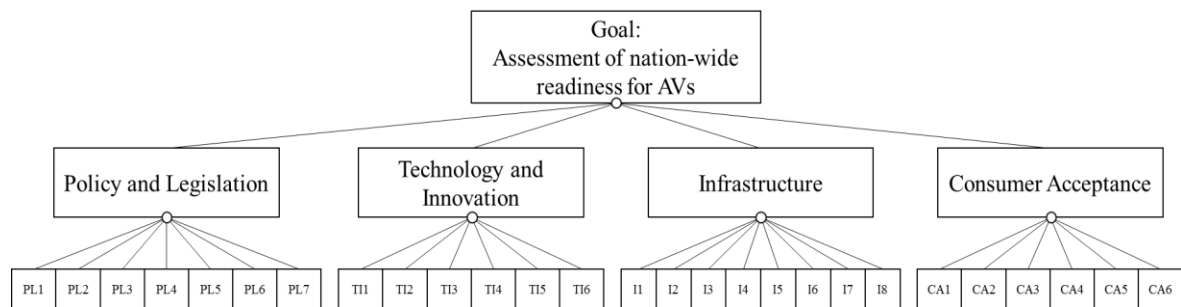 Goal:
Assessment of nation-wide
readiness for AVs
Policy and Legislation
Technology and
Innovation
Infrastructure
Consumer Acceptance
PL1 PL2 PL3 PL4 PL5 PL6 PL7
TI1 TI2 TI3 TI4 TI5 TI6
I1 I2 I3 I4 I5 I6 I7 I8
CA1 CA2 CA3 CA4 CA5 CA6